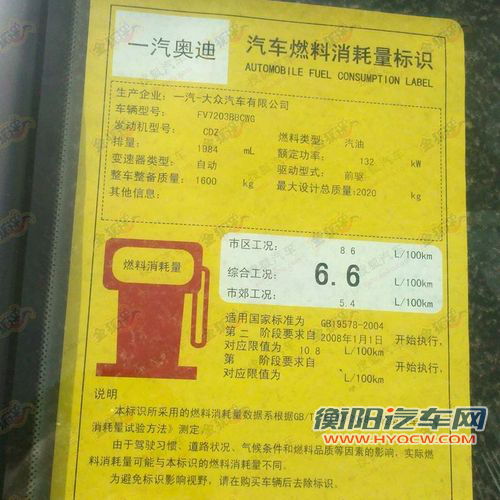 一汽奥迪
汽车燃料消耗量标识
AUTOMOBILE FUEL CONSUMPTION LABEL
生产企业: 一汽-大众汽车有限公司
车辆型号: FV7203BBCWG
发动机型号: CDZ 燃料类型: 汽油
排量: 1984 mL 额定功率: 132 kW
变速器类型: 自动 驱动型式: 前驱
整车整备质量: 1600 kg 最大设计总质量: 2020 kg
其他信息:
燃料消耗量
市区工况: 8.6 L/100km
综合工况: 6.6 L/100km
市郊工况: 5.4 L/100km
适用国家标准为 GB19578-2004
第二 阶段要求自 2008年1月1日 开始执行,
对应限值为 10.8 L/100km
第 阶段要求自 开始执行,
对应限值为 L/100km
说明
本标识所采用的燃料消耗量数据系根据GB/T
消耗量试验方法》测定。
由于驾驶习惯、道路状况、气候条件和燃料品质等因素的影响,实际燃
料消耗量可能与本标识的燃料消耗量不同。
为避免标识影响视野,请在购买车辆后去除标识。
衡阳汽车网
WWW.HYQCW.COM